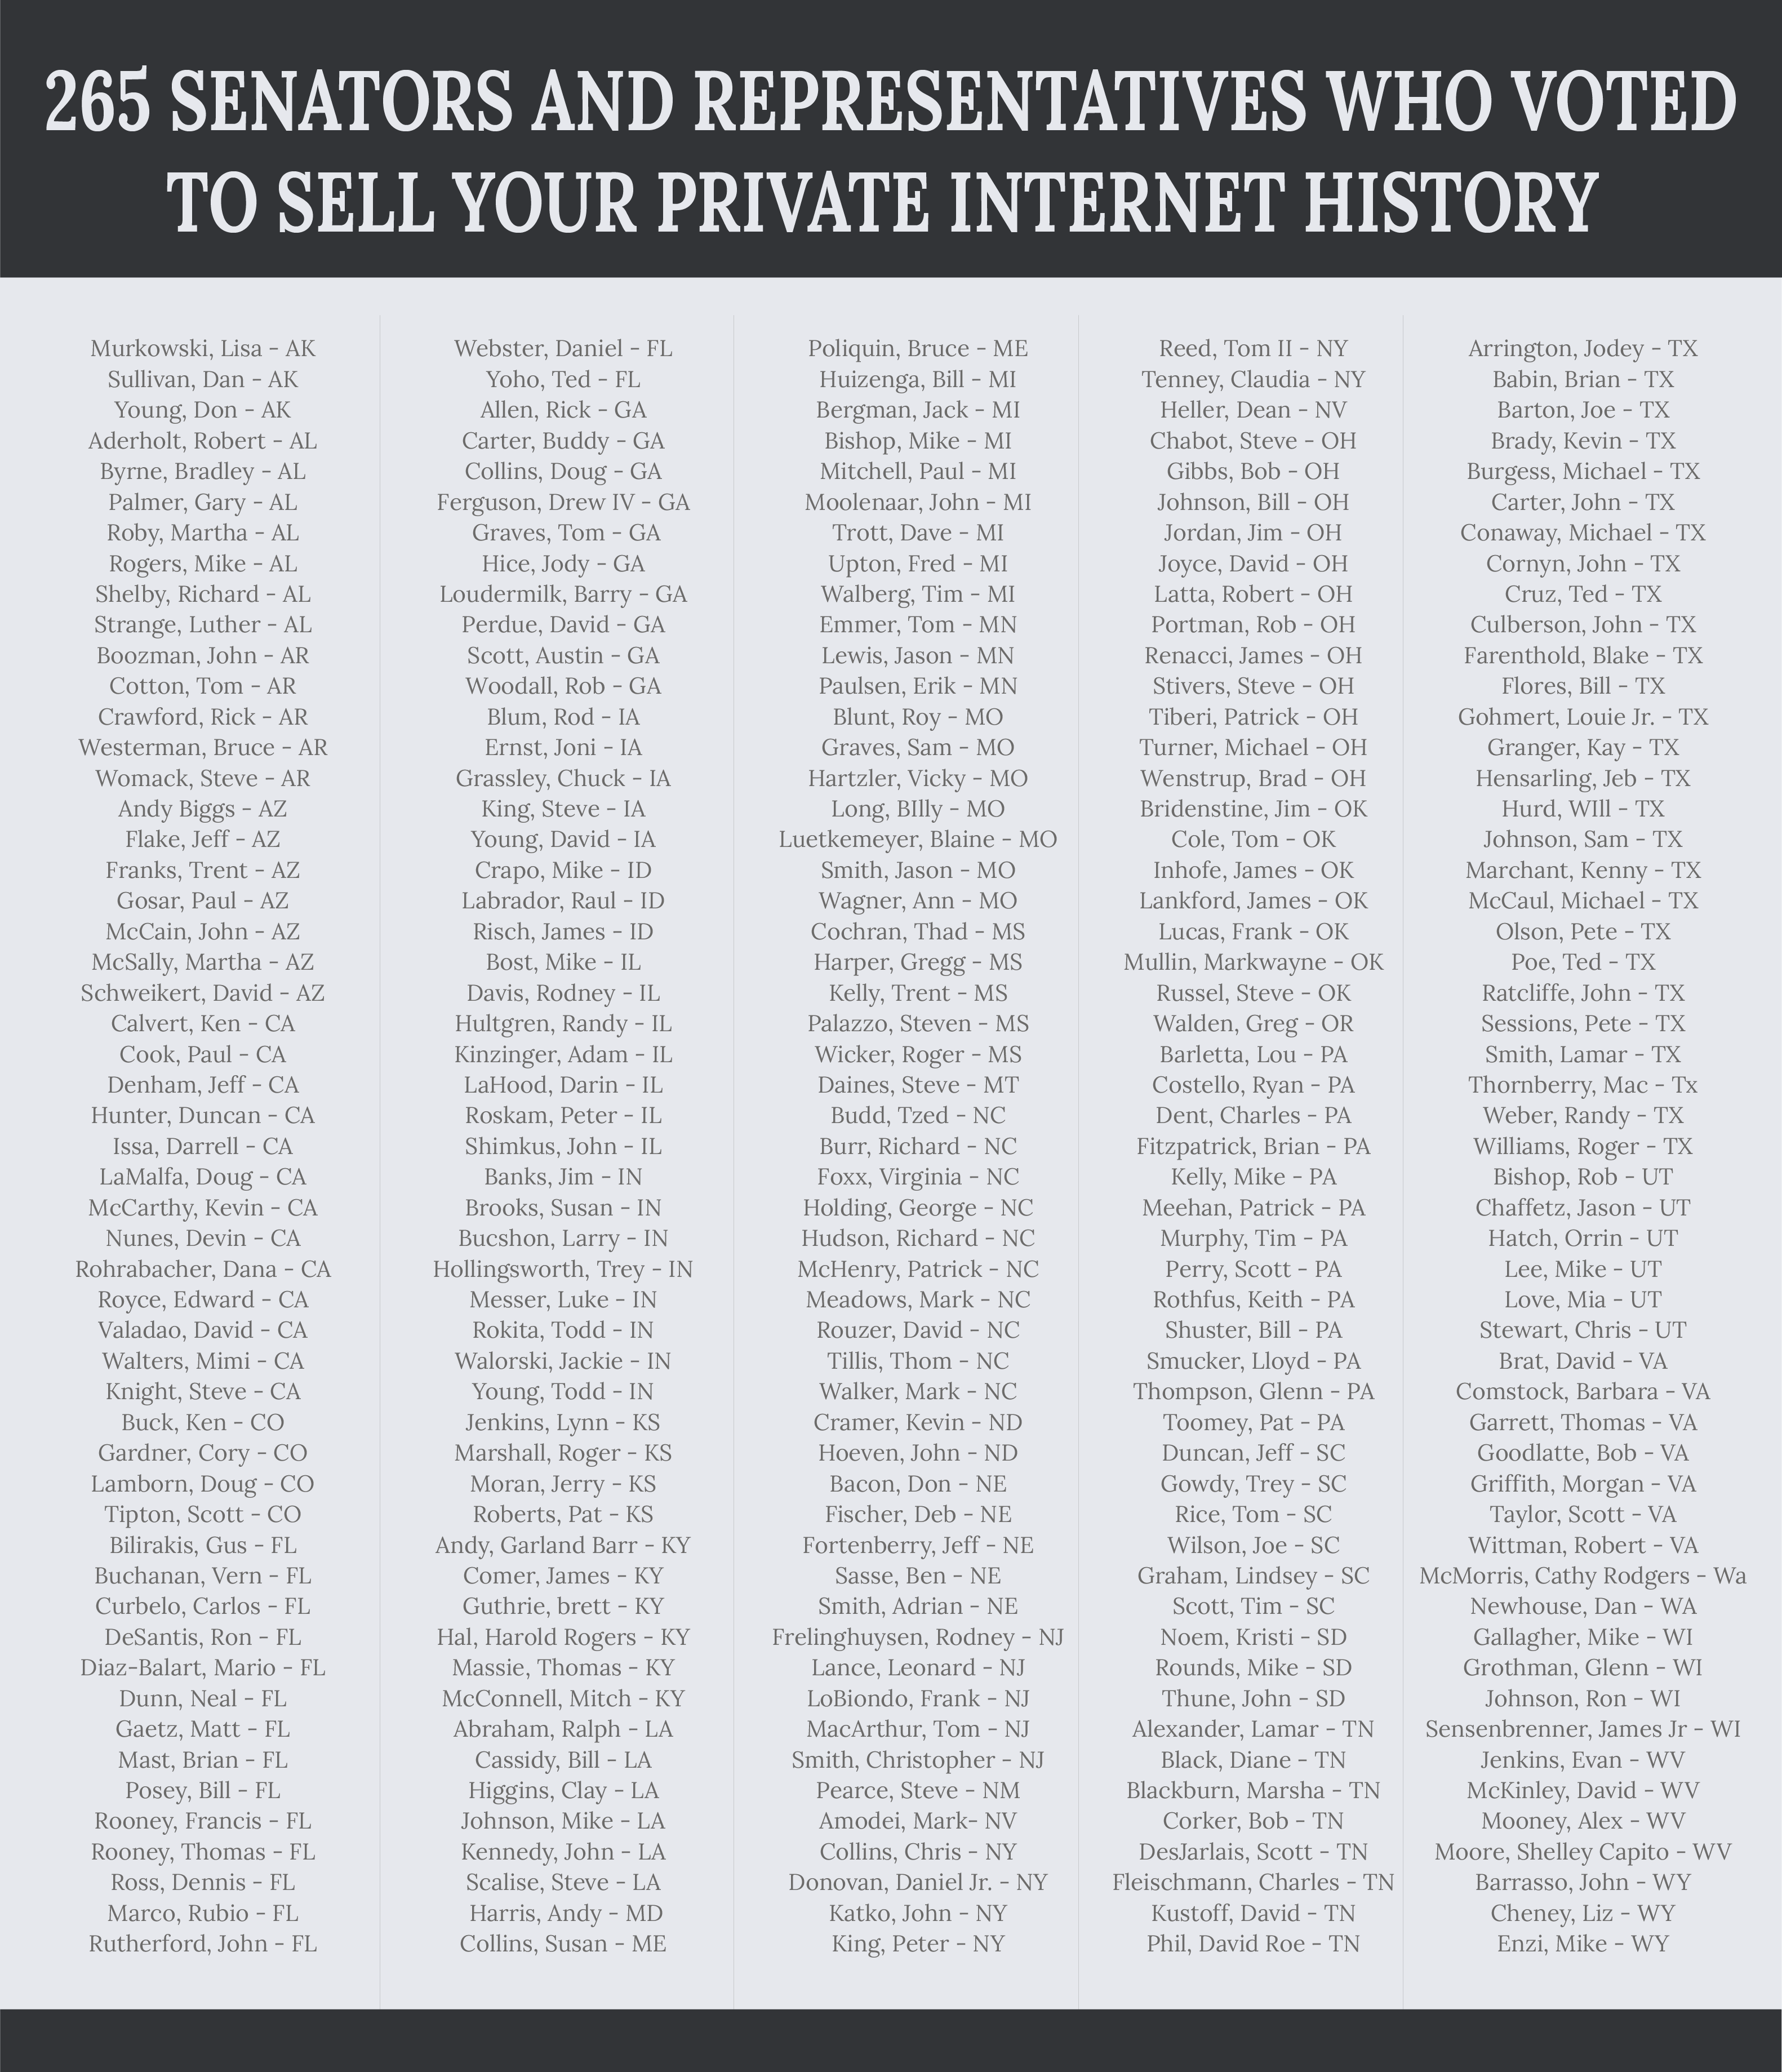 265 SENATORS AND REPRESENTATIVES WHO VOTED
TO SELL YOUR PRIVATE INTERNET HISTORY
Murkowski, Lisa - AK
Sullivan, Dan - AK
Young, Don - AK
Aderholt, Robert - AL
Byrne, Bradley - AL
Palmer, Gary - AL
Roby, Martha - AL
Rogers, Mike - AL
Shelby, Richard - AL
Strange, Luther - AL
Boozman, John - AR
Cotton, Tom - AR
Crawford, Rick - AR
Westerman, Bruce - AR
Womack, Steve - AR
Andy Biggs - AZ
Flake, Jeff - AZ
Franks, Trent - AZ
Gosar, Paul - AZ
McCain, John - AZ
McSally, Martha - AZ
Schweikert, David - AZ
Calvert, Ken - CA
Cook, Paul - CA
Denham, Jeff - CA
Hunter, Duncan - CA
Issa, Darrell - CA
LaMalfa, Doug - CA
McCarthy, Kevin - CA
Nunes, Devin - CA
Rohrabacher, Dana - CA
Royce, Edward - CA
Valadao, David - CA
Walters, Mimi - CA
Knight, Steve - CA
Buck, Ken - CO
Gardner, Cory - CO
Lamborn, Doug - CO
Tipton, Scott - CO
Bilirakis, Gus - FL
Buchanan, Vern - FL
Curbelo, Carlos - FL
DeSantis, Ron - FL
Diaz-Balart, Mario - FL
Dunn, Neal - FL
Gaetz, Matt - FL
Mast, Brian - FL
Posey, Bill - FL
Rooney, Francis - FL
Rooney, Thomas - FL
Ross, Dennis - FL
Marco, Rubio - FL
Rutherford, John - FL
Webster, Daniel - FL
Yoho, Ted - FL
Allen, Rick - GA
Carter, Buddy - GA
Collins, Doug - GA
Ferguson, Drew IV - GA
Graves, Tom - GA
Hice, Jody - GA
Loudermilk, Barry - GA
Perdue, David - GA
Scott, Austin - GA
Woodall, Rob - GA
Blum, Rod - IA
Ernst, Joni - IA
Grassley, Chuck - IA
King, Steve - IA
Young, David - IA
Crapo, Mike - ID
Labrador, Raul - ID
Risch, James - ID
Bost, Mike - IL
Davis, Rodney - IL
Hultgren, Randy - IL
Kinzinger, Adam - IL
LaHood, Darin - IL
Roskam, Peter - IL
Shimkus, John - IL
Banks, Jim - IN
Brooks, Susan - IN
Bucshon, Larry - IN
Hollingsworth, Trey - IN
Messer, Luke - IN
Rokita, Todd - IN
Walorski, Jackie - IN
Young, Todd - IN
Jenkins, Lynn - KS
Marshall, Roger - KS
Moran, Jerry - KS
Roberts, Pat - KS
Andy, Garland Barr - KY
Comer, James - KY
Guthrie, brett - KY
Hal, Harold Rogers - KY
Massie, Thomas - KY
McConnell, Mitch - KY
Abraham, Ralph - LA
Cassidy, Bill - LA
Higgins, Clay - LA
Johnson, Mike - LA
Kennedy, John - LA
Scalise, Steve - LA
Harris, Andy - MD
Collins, Susan - ME
Poliquin, Bruce - ME
Huizenga, Bill - MI
Bergman, Jack - MI
Bishop, Mike - MI
Mitchell, Paul - MI
Moolenaar, John - MI
Trott, Dave - MI
Upton, Fred - MI
Walberg, Tim - MI
Emmer, Tom - MN
Lewis, Jason - MN
Paulsen, Erik - MN
Blunt, Roy - MO
Graves, Sam - MO
Hartzler, Vicky - MO
Long, BIlly - MO
Luetkemeyer, Blaine - MO
Smith, Jason - MO
Wagner, Ann - MO
Cochran, Thad - MS
Harper, Gregg - MS
Kelly, Trent - MS
Palazzo, Steven - MS
Wicker, Roger - MS
Daines, Steve - MT
Budd, Tzed - NC
Burr, Richard - NC
Foxx, Virginia - NC
Holding, George - NC
Hudson, Richard - NC
McHenry, Patrick - NC
Meadows, Mark - NC
Rouzer, David - NC
Tillis, Thom - NC
Walker, Mark - NC
Cramer, Kevin - ND
Hoeven, John - ND
Bacon, Don - NE
Fischer, Deb - NE
Fortenberry, Jeff - NE
Sasse, Ben - NE
Smith, Adrian - NE
Frelinghuysen, Rodney - NJ
Lance, Leonard - NJ
LoBiondo, Frank - NJ
MacArthur, Tom - NJ
Smith, Christopher - NJ
Pearce, Steve - NM
Amodei, Mark- NV
Collins, Chris - NY
Donovan, Daniel Jr. - NY
Katko, John - NY
King, Peter - NY
Reed, Tom II - NY
Tenney, Claudia - NY
Heller, Dean - NV
Chabot, Steve - OH
Gibbs, Bob - OH
Johnson, Bill - OH
Jordan, Jim - OH
Joyce, David - OH
Latta, Robert - OH
Portman, Rob - OH
Renacci, James - OH
Stivers, Steve - OH
Tiberi, Patrick - OH
Turner, Michael - OH
Wenstrup, Brad - OH
Bridenstine, Jim - OK
Cole, Tom - OK
Inhofe, James - OK
Lankford, James - OK
Lucas, Frank - OK
Mullin, Markwayne - OK
Russel, Steve - OK
Walden, Greg - OR
Barletta, Lou - PA
Costello, Ryan - PA
Dent, Charles - PA
Fitzpatrick, Brian - PA
Kelly, Mike - PA
Meehan, Patrick - PA
Murphy, Tim - PA
Perry, Scott - PA
Rothfus, Keith - PA
Shuster, Bill - PA
Smucker, Lloyd - PA
Thompson, Glenn - PA
Toomey, Pat - PA
Duncan, Jeff - SC
Gowdy, Trey - SC
Rice, Tom - SC
Wilson, Joe - SC
Graham, Lindsey - SC
Scott, Tim - SC
Noem, Kristi - SD
Rounds, Mike - SD
Thune, John - SD
Alexander, Lamar - TN
Black, Diane - TN
Blackburn, Marsha - TN
Corker, Bob - TN
DesJarlais, Scott - TN
Fleischmann, Charles - TN
Kustoff, David - TN
Phil, David Roe - TN
Arrington, Jodey - TX
Babin, Brian - TX
Barton, Joe - TX
Brady, Kevin - TX
Burgess, Michael - TX
Carter, John - TX
Conaway, Michael - TX
Cornyn, John - TX
Cruz, Ted - TX
Culberson, John - TX
Farenthold, Blake - TX
Flores, Bill - TX
Gohmert, Louie Jr. - TX
Granger, Kay - TX
Hensarling, Jeb - TX
Hurd, WIll - TX
Johnson, Sam - TX
Marchant, Kenny - TX
McCaul, Michael - TX
Olson, Pete - TX
Poe, Ted - TX
Ratcliffe, John - TX
Sessions, Pete - TX
Smith, Lamar - TX
Thornberry, Mac - Tx
Weber, Randy - TX
Williams, Roger - TX
Bishop, Rob - UT
Chaffetz, Jason - UT
Hatch, Orrin - UT
Lee, Mike - UT
Love, Mia - UT
Stewart, Chris - UT
Brat, David - VA
Comstock, Barbara - VA
Garrett, Thomas - VA
Goodlatte, Bob - VA
Griffith, Morgan - VA
Taylor, Scott - VA
Wittman, Robert - VA
McMorris, Cathy Rodgers - Wa
Newhouse, Dan - WA
Gallagher, Mike - WI
Grothman, Glenn - WI
Johnson, Ron - WI
Sensenbrenner, James Jr - WI
Jenkins, Evan - WV
McKinley, David - WV
Mooney, Alex - WV
Moore, Shelley Capito - WV
Barrasso, John - WY
Cheney, Liz - WY
Enzi, Mike - WY